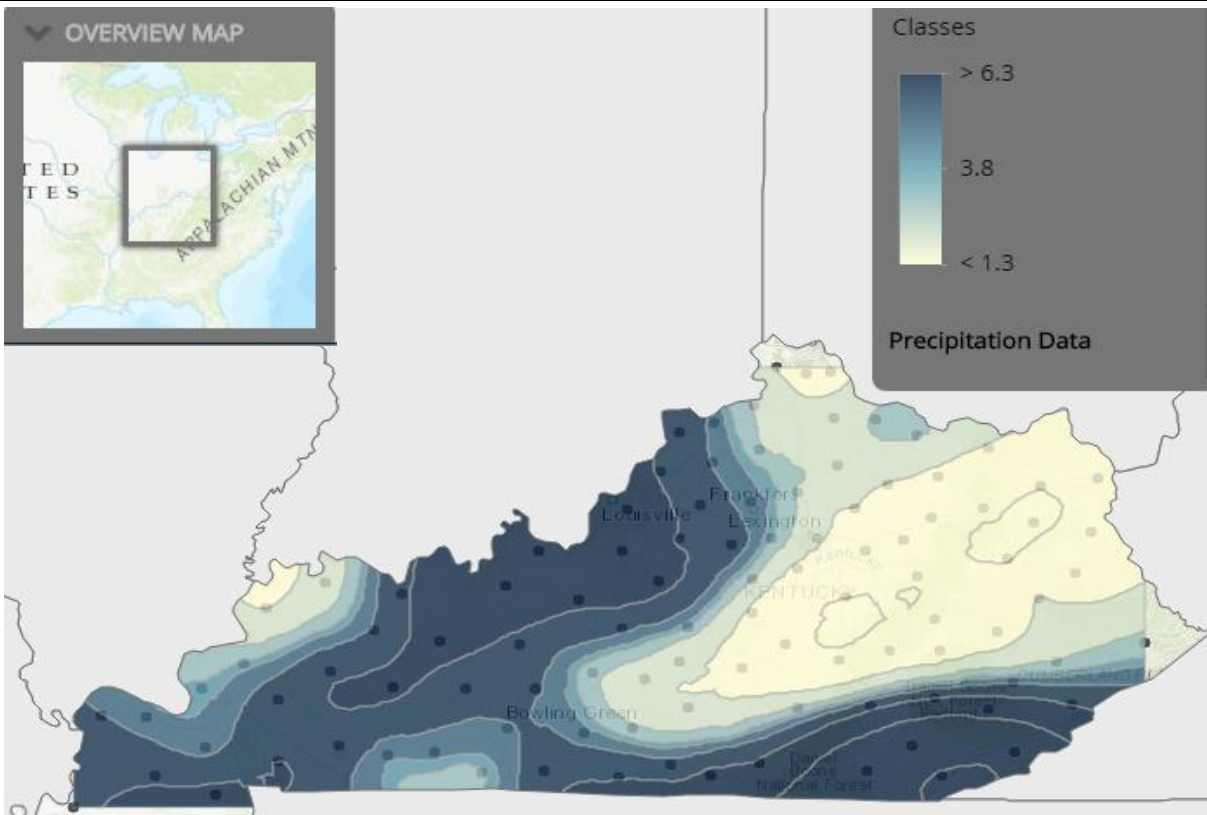 OVERVIEW MAP
TED
TES
APPALACHIAN MTN
Classes
> 6.3
3.8
< 1.3
Precipitation Data
Frankfort
Louisville
Lexington
Kentucky
KENTUCKY
Bowling Green
Daniel
Boone
National Forest